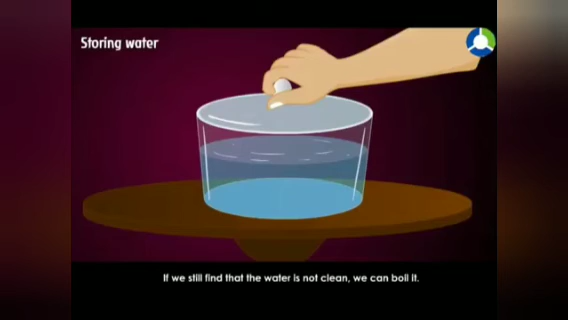 Storing water
If we still find that the water is not clean, we can boil it.